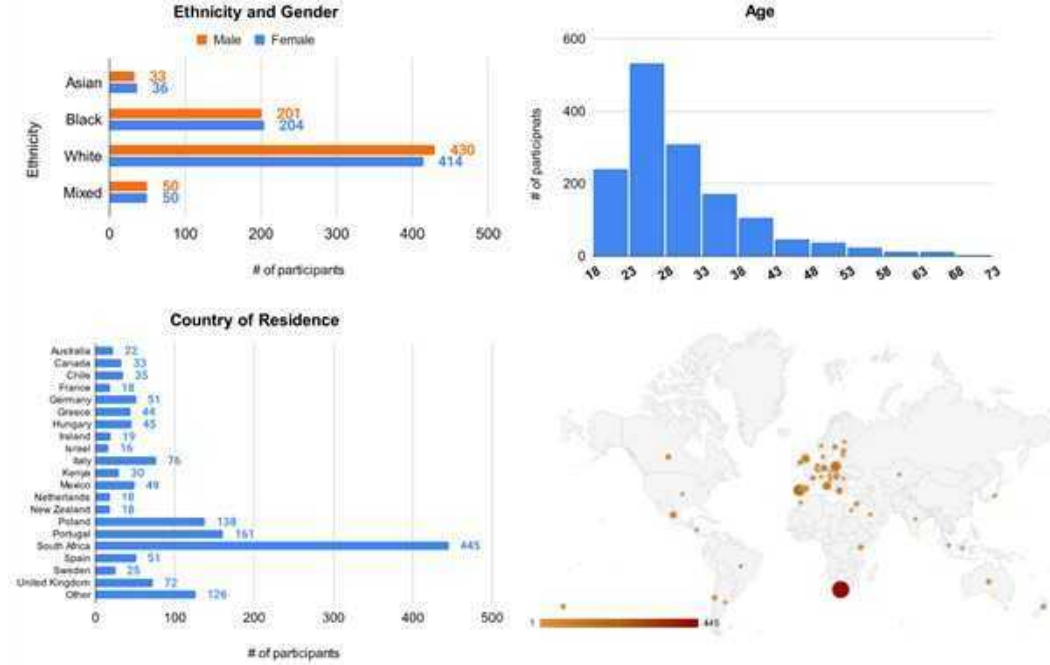 Ethnicity and Gender
Male Female
Ethnicity
Asian 33
36
Black 201
204
White 430
414
Mixed 50
50
0 100 200 300 400 500
# of participants
Age
# of participnats
600
400
200
0
18 23 28 33 38 43 48 53 58 63 68 73
Country of Residence
Australia 22
Canada 33
Chile 35
France 18
Germany 51
Greece 44
Hungary 45
Ireland 19
Israel 16
Italy 76
Kenya 30
Mexico 49
Netherlands 18
New Zealand 18
Poland 138
Portugal 161
South Africa 445
Spain 51
Sweden 25
United Kingdom 72
Other 126
0 100 200 300 400 500
# of participants
1 445